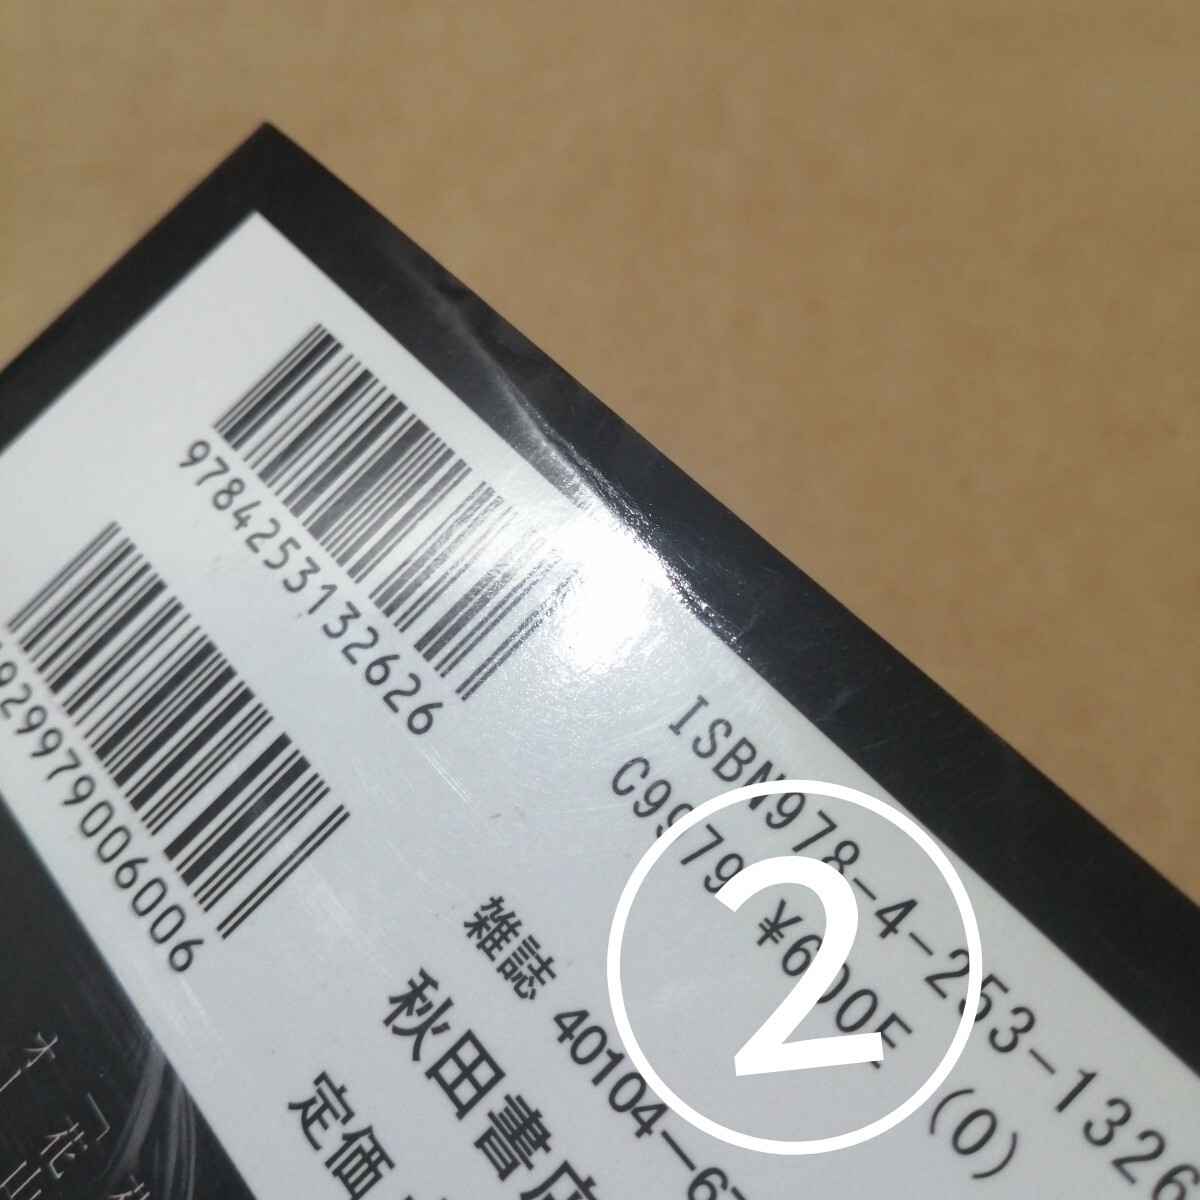 9784253132626
1929979006006
ISBN978-4-253-1326
C9979 ¥600E (0)
②
雑誌 40104-67
秋田書店
定価
「花